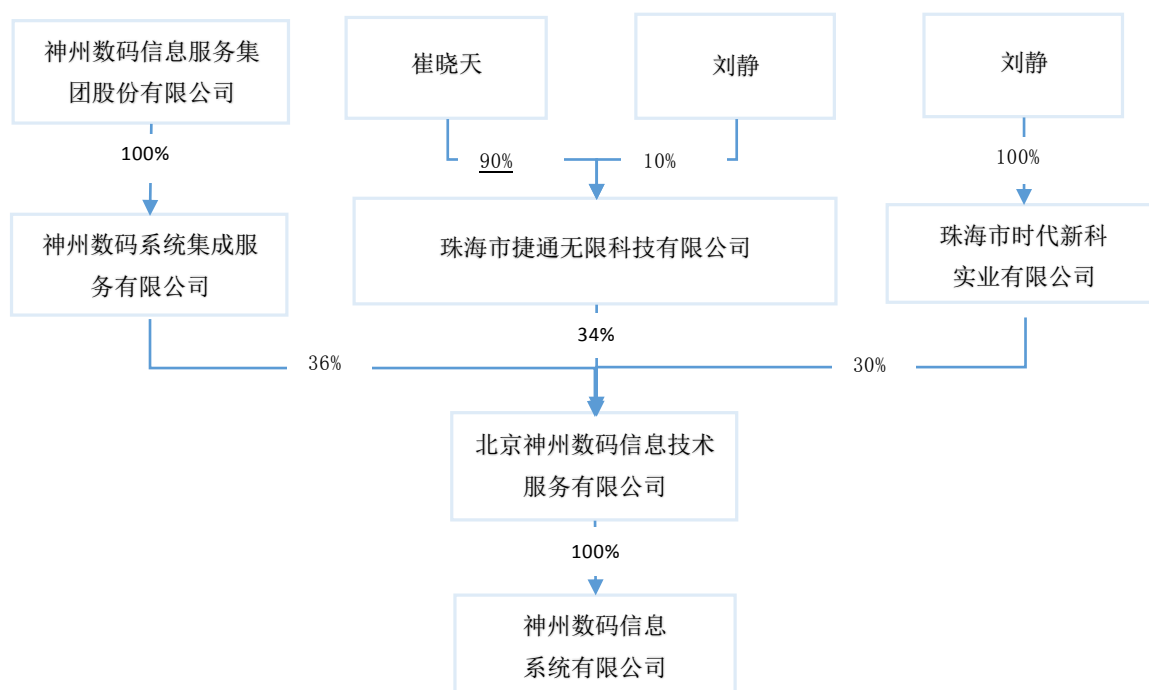 神州数码信息服务集
团股份有限公司
崔晓天
刘静
刘静
100%
90%
10%
100%
神州数码系统集成服
务有限公司
珠海市捷通无限科技有限公司
珠海市时代新科
实业有限公司
36%
34%
30%
北京神州数码信息技术
服务有限公司
100%
神州数码信息
系统有限公司